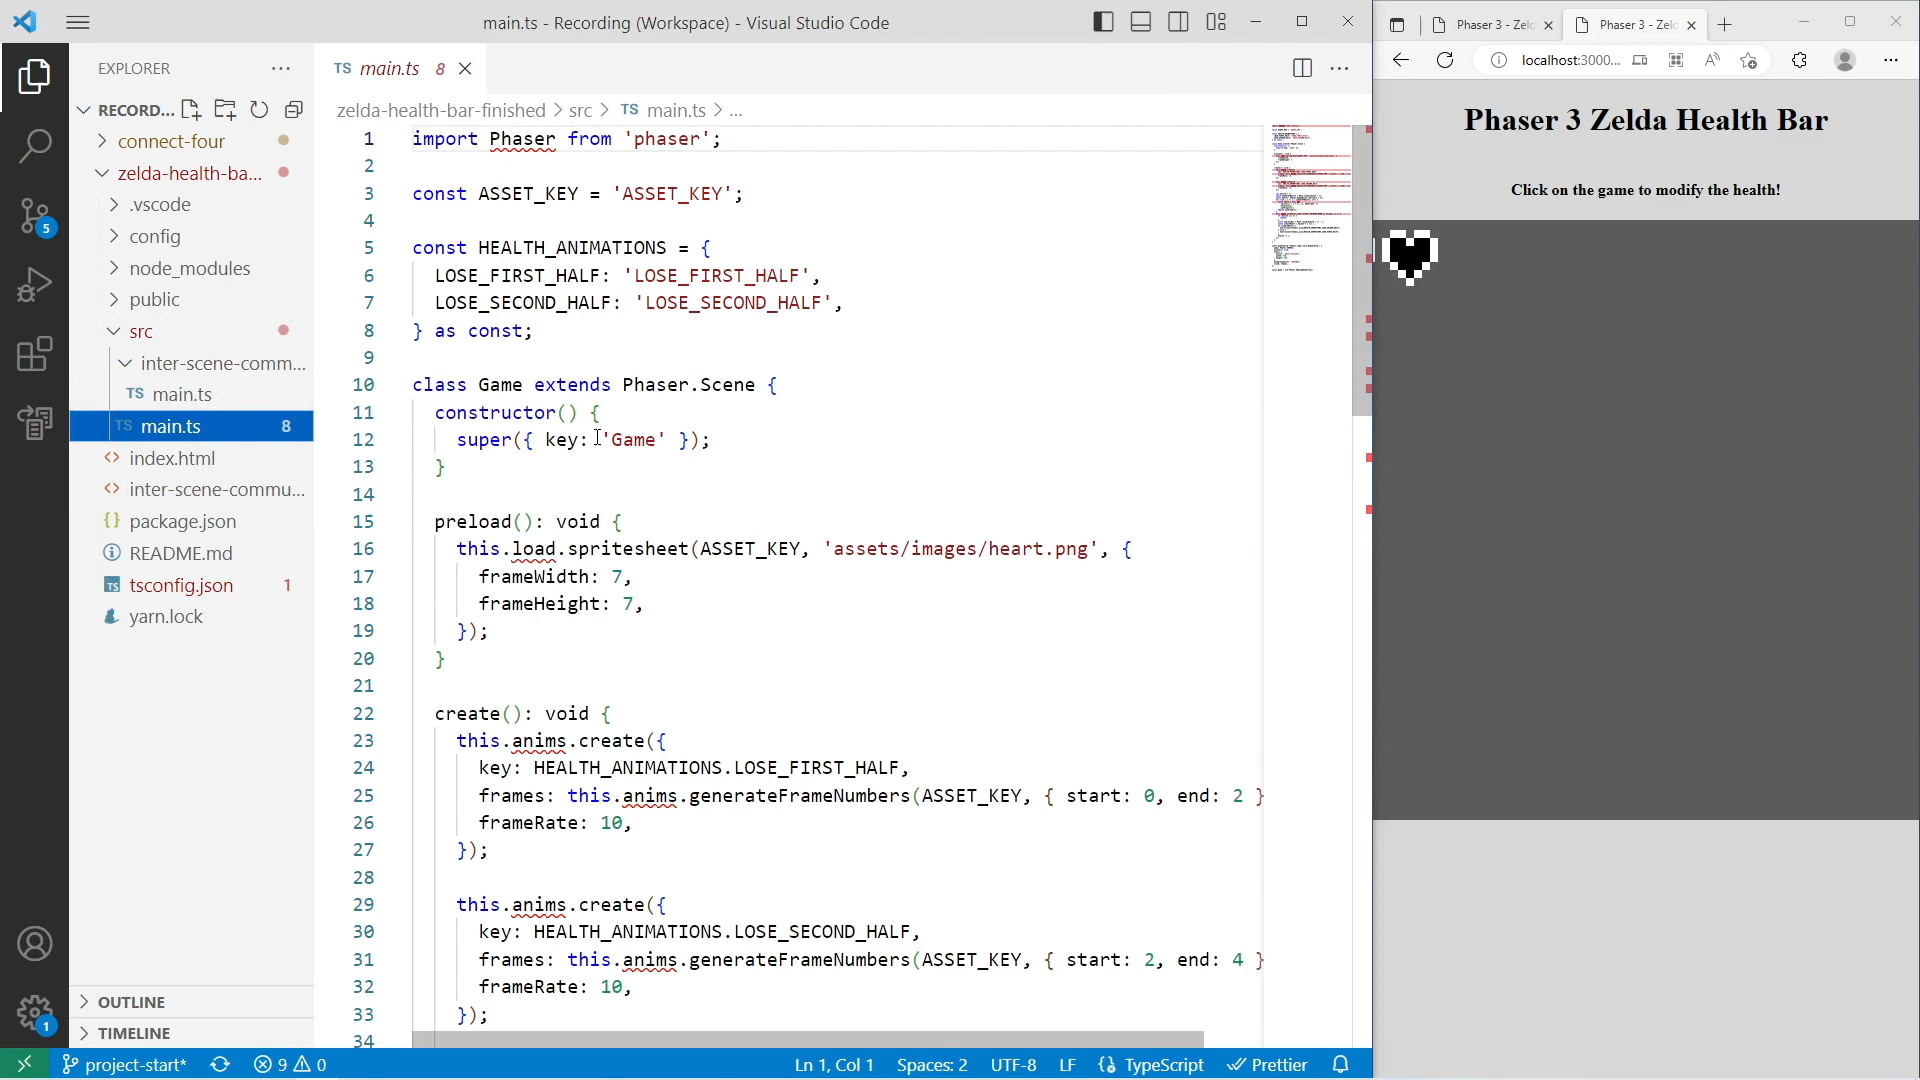 main.ts - Recording (Workspace) - Visual Studio Code
EXPLORER
RECORD...
connect-four
zelda-health-ba...
.vscode
config
node_modules
public
src
inter-scene-comm...
TS main.ts
TS main.ts 8
index.html
inter-scene-commu...
package.json
README.md
tsconfig.json 1
yarn.lock
OUTLINE
TIMELINE
5
1
TS main.ts 8
zelda-health-bar-finished > src > TS main.ts > ...
1 import Phaser from 'phaser';
2
3 const ASSET_KEY = 'ASSET_KEY';
4
5 const HEALTH_ANIMATIONS = {
6 LOSE_FIRST_HALF: 'LOSE_FIRST_HALF',
7 LOSE_SECOND_HALF: 'LOSE_SECOND_HALF',
8 } as const;
9
10 class Game extends Phaser.Scene {
11 constructor() {
12 super({ key: 'Game' });
13 }
14
15 preload(): void {
16 this.load.spritesheet(ASSET_KEY, 'assets/images/heart.png', {
17 frameWidth: 7,
18 frameHeight: 7,
19 });
20 }
21
22 create(): void {
23 this.anims.create({
24 key: HEALTH_ANIMATIONS.LOSE_FIRST_HALF,
25 frames: this.anims.generateFrameNumbers(ASSET_KEY, { start: 0, end: 2 }
26 frameRate: 10,
27 });
28
29 this.anims.create({
30 key: HEALTH_ANIMATIONS.LOSE_SECOND_HALF,
31 frames: this.anims.generateFrameNumbers(ASSET_KEY, { start: 2, end: 4 }
32 frameRate: 10,
33 });
34
project-start* 9 0 Ln 1, Col 1 Spaces: 2 UTF-8 LF {} TypeScript Prettier
Phaser 3 - Zeld
Phaser 3 - Zeld
localhost:3000...
Phaser 3 Zelda Health Bar
Click on the game to modify the health!